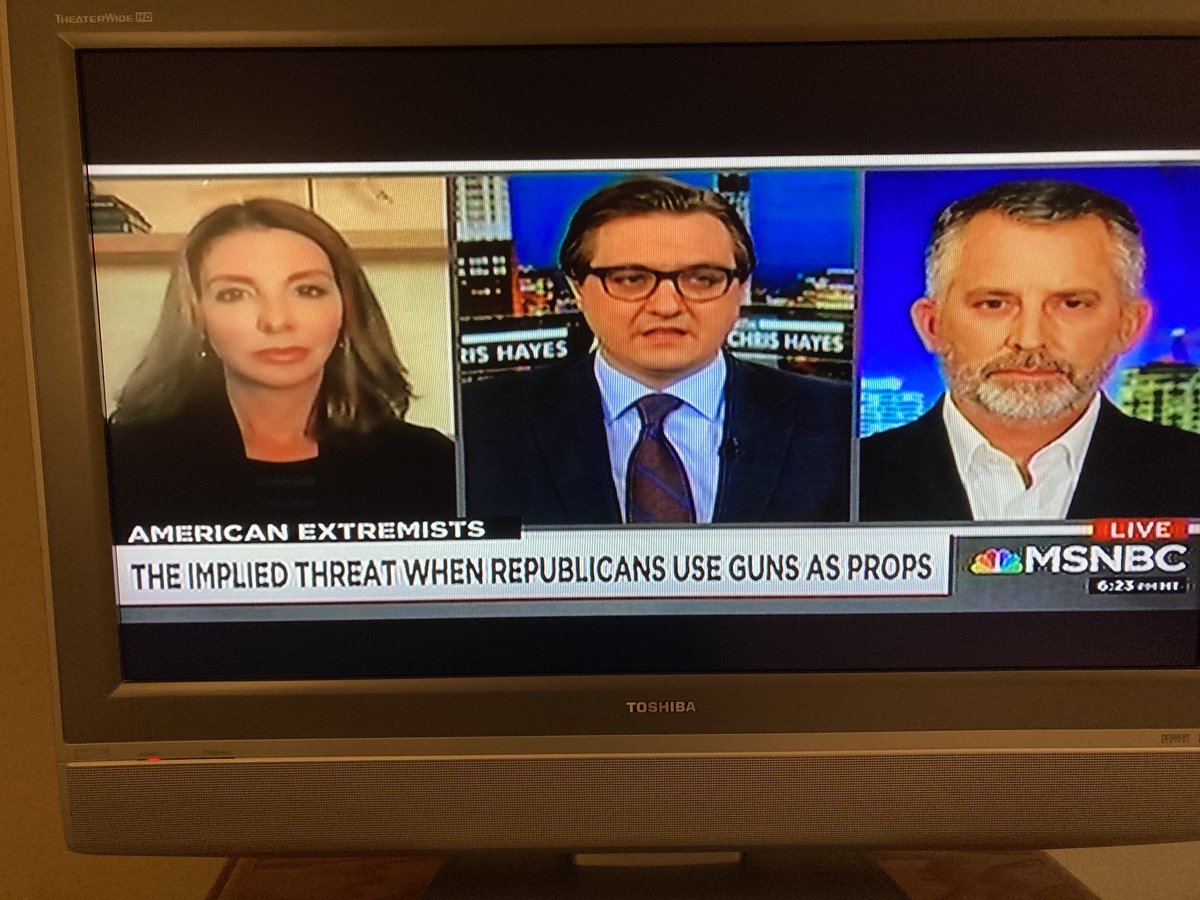 THEATERWIDE HD
RIS HAYES
CHRIS HAYES
AMERICAN EXTREMISTS
LIVE
THE IMPLIED THREAT WHEN REPUBLICANS USE GUNS AS PROPS
MSNBC
6:23 PM MT
TOSHIBA